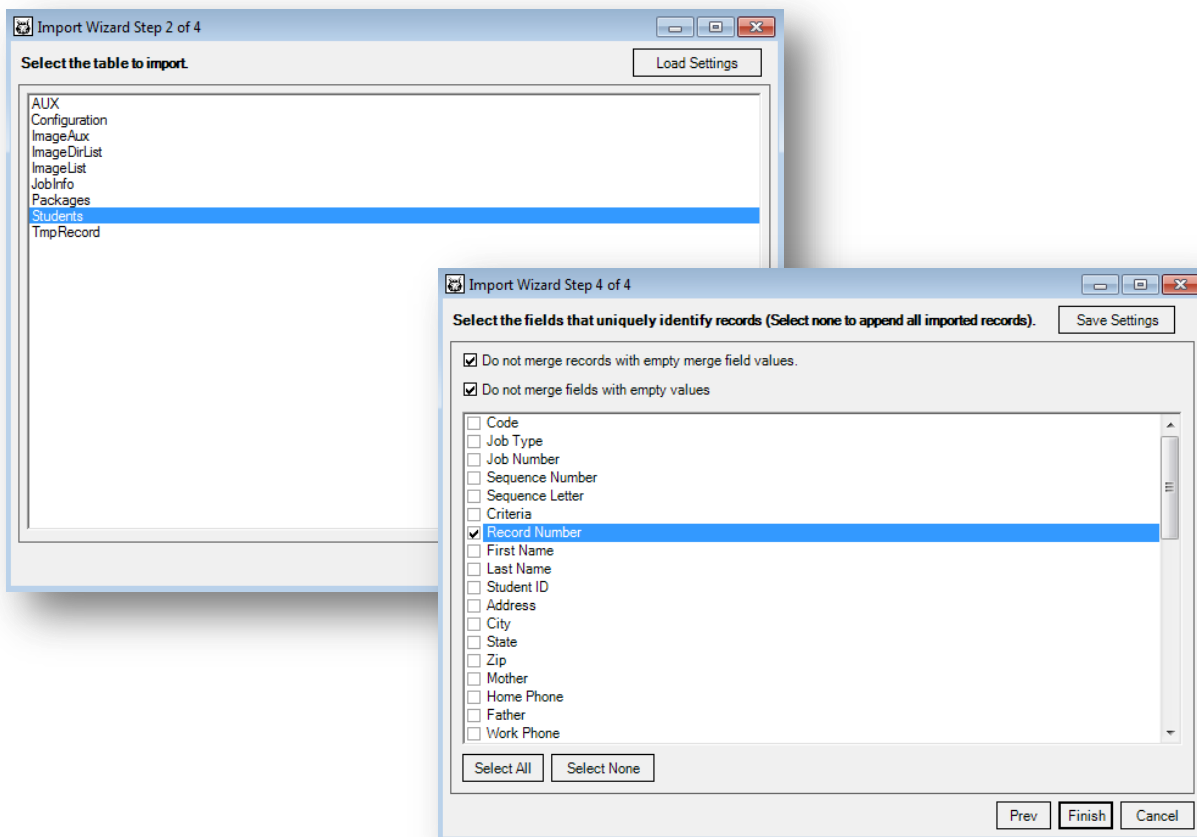 Import Wizard Step 2 of 4
Select the table to import.
Load Settings
AUX
Configuration
ImageAux
ImageDirList
ImageList
JobInfo
Packages
Students
TmpRecord
Import Wizard Step 4 of 4
Select the fields that uniquely identify records (Select none to append all imported records).
Save Settings
Do not merge records with empty merge field values.
Do not merge fields with empty values
Code
Job Type
Job Number
Sequence Number
Sequence Letter
Criteria
Record Number
First Name
Last Name
Student ID
Address
City
State
Zip
Mother
Home Phone
Father
Work Phone
Select All Select None
Prev Finish Cancel